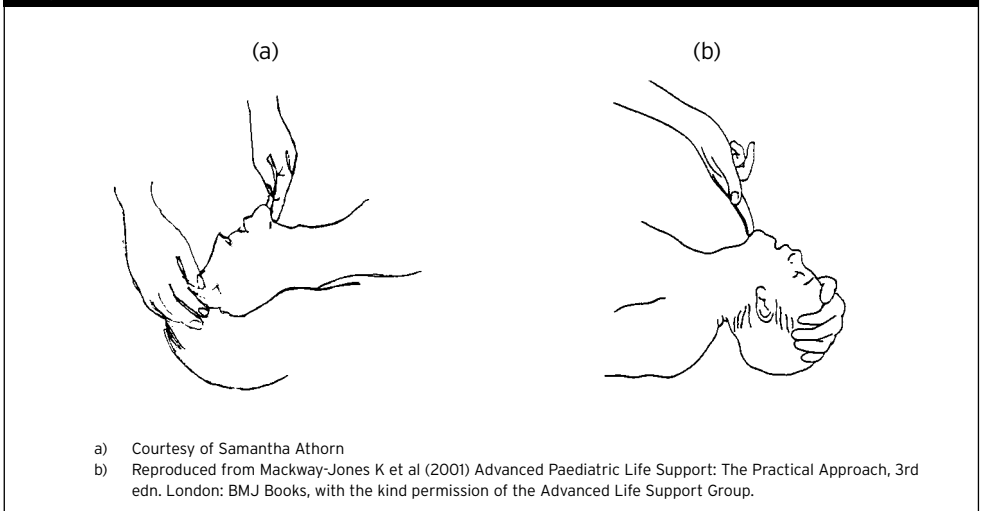 (a) (b)
a) Courtesy of Samantha Athorn
b) Reproduced from Mackway-Jones K et al (2001) Advanced Paediatric Life Support: The Practical Approach, 3rd
edn. London: BMJ Books, with the kind permission of the Advanced Life Support Group.